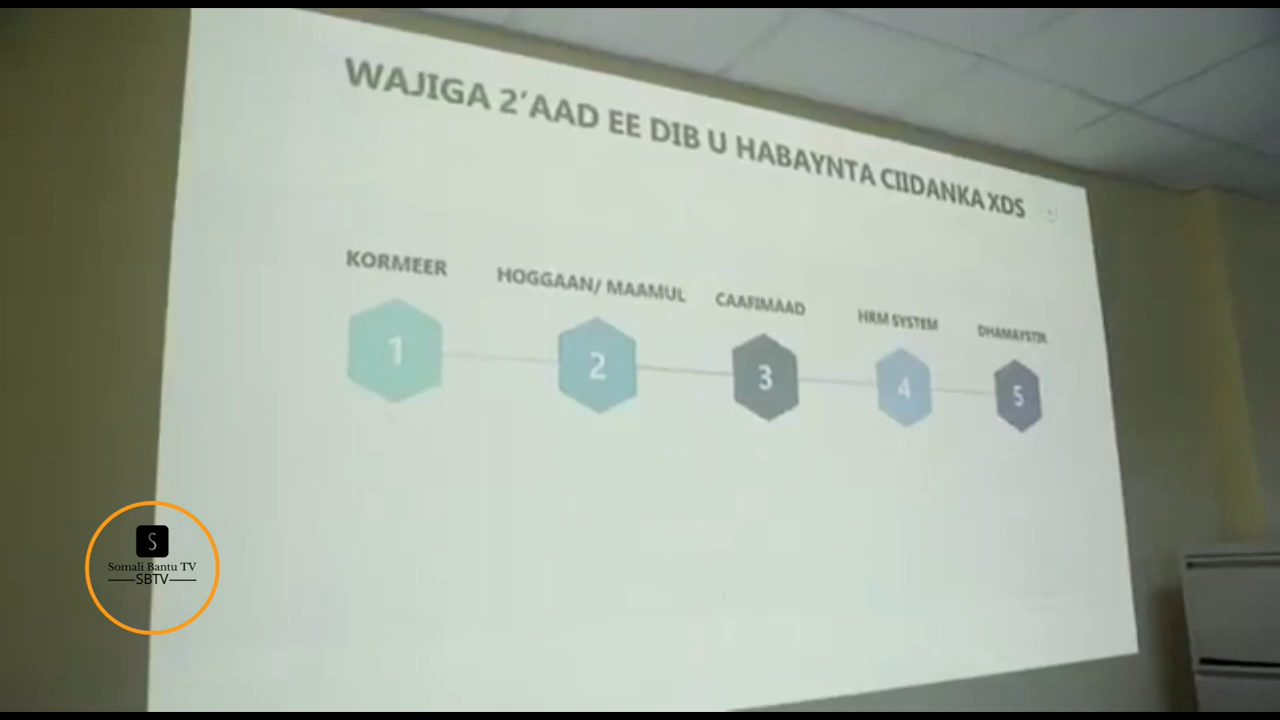 WAJIGA 2'AAD EE DIB U HABAYNTA CIIDANKA XDS
KORMEER
HOGGAAN/ MAAMUL
CAAFIMAAD
HRM SYSTEM
DHAMAYSTIR
1
2
3
4
5
S
Somali Bantu TV
SBTV